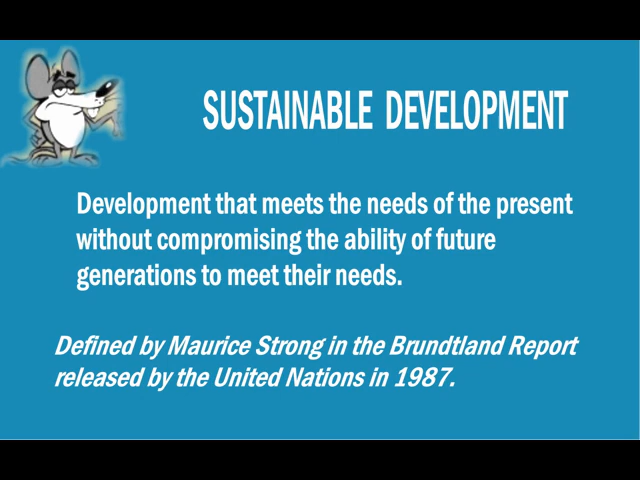 SUSTAINABLE DEVELOPMENT
Development that meets the needs of the present
without compromising the ability of future
generations to meet their needs.
Defined by Maurice Strong in the Brundtland Report
released by the United Nations in 1987.